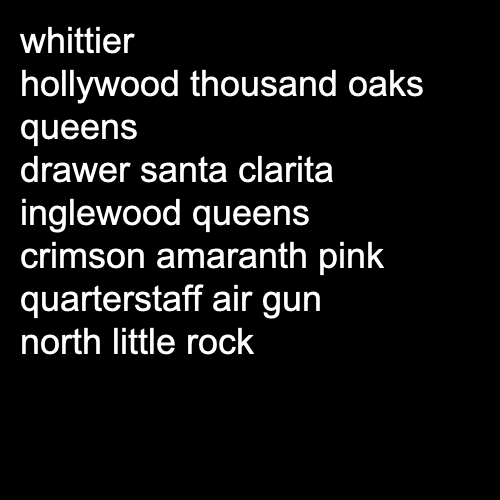 whittier
hollywood thousand oaks
queens
drawer santa clarita
inglewood queens
crimson amaranth pink
quarterstaff air gun
north little rock